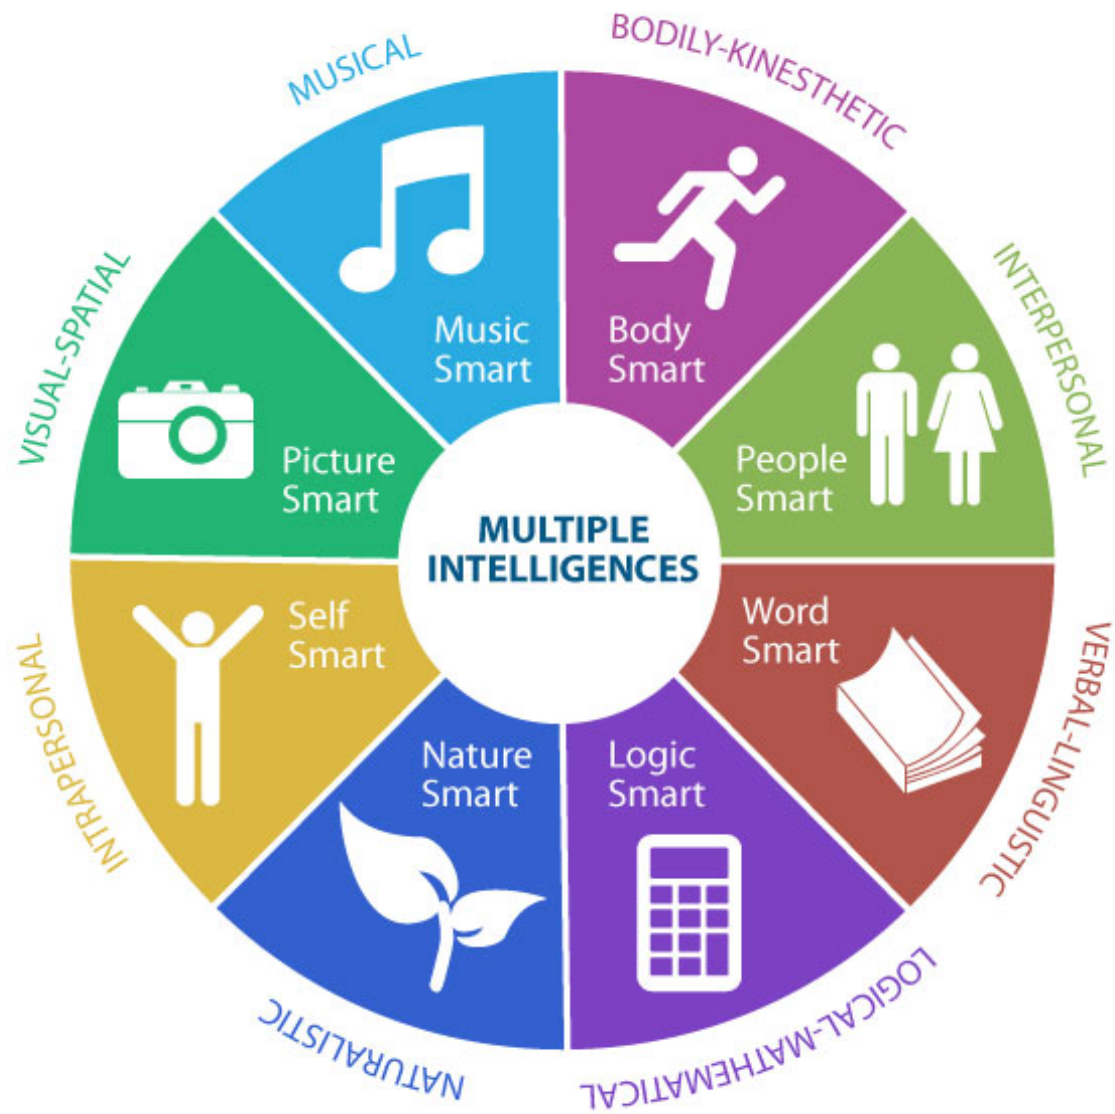 MUSICAL
BODILY-KINESTHETIC
INTERPERSONAL
VERBAL-LINGUISTIC
LOGICAL-MATHEMATICAL
NATURALISTIC
INTRAPERSONAL
VISUAL-SPATIAL
Music
Smart
Body
Smart
People
Smart
Word
Smart
Logic
Smart
Nature
Smart
Self
Smart
Picture
Smart
MULTIPLE
INTELLIGENCES